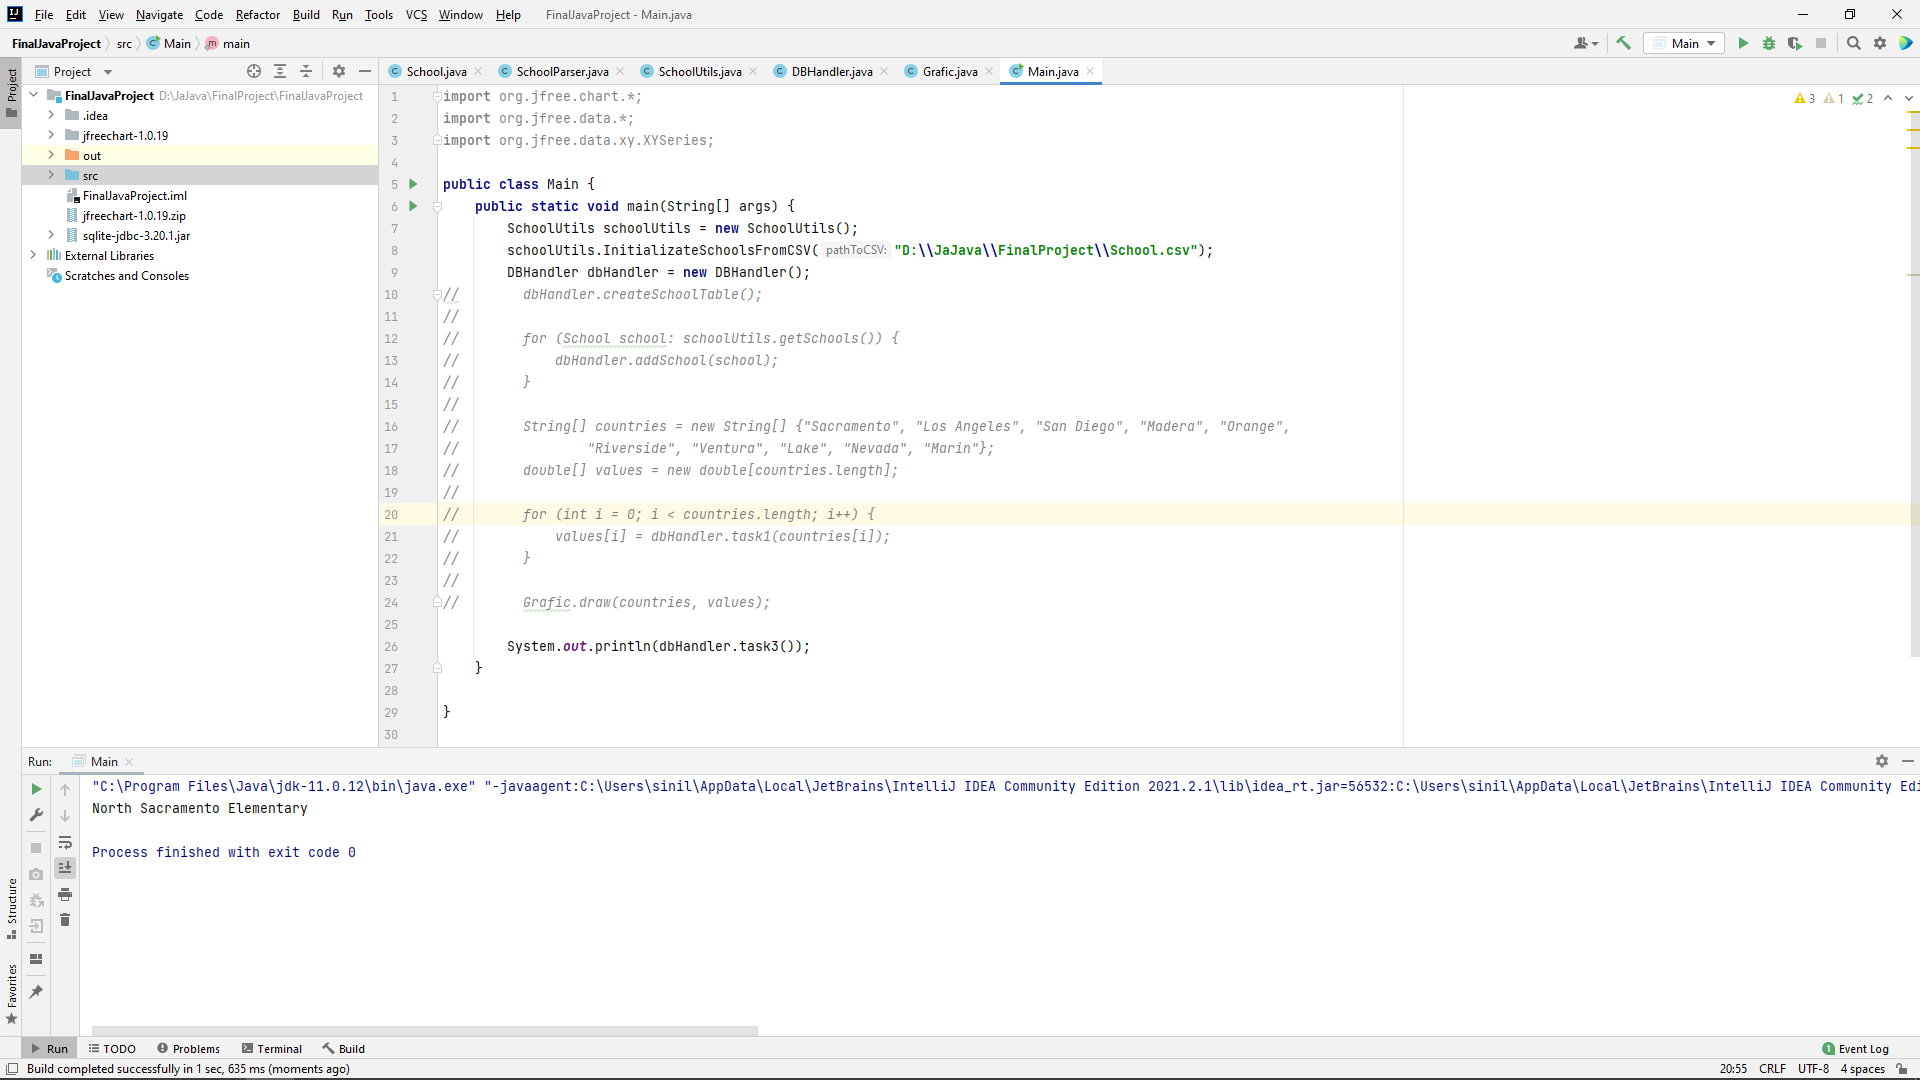 File Edit View Navigate Code Refactor Build Run Tools VCS Window Help FinalJavaProject - Main.java
FinalJavaProject src Main main Main
Project
Project
School.java SchoolParser.java SchoolUtils.java DBHandler.java Grafic.java Main.java
FinalJavaProject D:\JaJava\FinalProject\FinalJavaProject
.idea
jfreechart-1.0.19
out
src
FinalJavaProject.iml
jfreechart-1.0.19.zip
sqlite-jdbc-3.20.1.jar
External Libraries
Scratches and Consoles
3 1 2
1 import org.jfree.chart.*;
2 import org.jfree.data.*;
3 import org.jfree.data.xy.XYSeries;
4
5 public class Main {
6 public static void main(String[] args) {
7 SchoolUtils schoolUtils = new SchoolUtils();
8 schoolUtils.InitializateSchoolsFromCSV( pathToCSV: "D:\\JaJava\\FinalProject\\School.csv");
9 DBHandler dbHandler = new DBHandler();
10 // dbHandler.createSchoolTable();
11 //
12 // for (School school: schoolUtils.getSchools()) {
13 // dbHandler.addSchool(school);
14 // }
15 //
16 // String[] countries = new String[] {"Sacramento", "Los Angeles", "San Diego", "Madera", "Orange",
17 // "Riverside", "Ventura", "Lake", "Nevada", "Marin"};
18 // double[] values = new double[countries.length];
19 //
20 // for (int i = 0; i < countries.length; i++) {
21 // values[i] = dbHandler.task1(countries[i]);
22 // }
23 //
24 // Grafic.draw(countries, values);
25
26 System.out.println(dbHandler.task3());
27 }
28
29 }
30
Run: Main
"C:\Program Files\Java\jdk-11.0.12\bin\java.exe" "-javaagent:C:\Users\sinil\AppData\Local\JetBrains\IntelliJ IDEA Community Edition 2021.2.1\lib\idea_rt.jar=56532:C:\Users\sinil\AppData\Local\JetBrains\IntelliJ IDEA Community Edi
North Sacramento Elementary
Process finished with exit code 0
Structure
Favorites
Run TODO Problems Terminal Build 1 Event Log
Build completed successfully in 1 sec, 635 ms (moments ago) 20:55 CRLF UTF-8 4 spaces